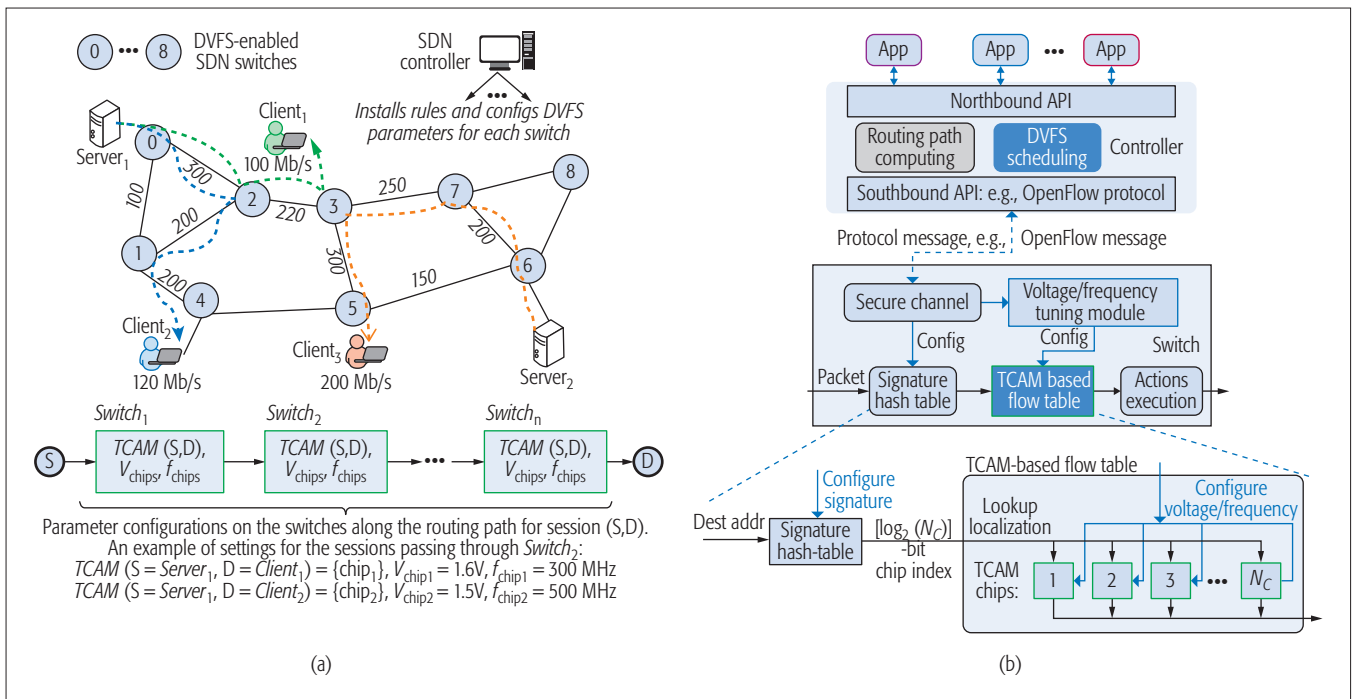 0 ••• 8
DVFS-enabled
SDN switches
SDN
controller
•••
Installs rules and configs DVFS
parameters for each switch
Server1
Client1
100 Mb/s
0
300
100
2
220
3
250
7
8
200
1
200
4
300
5
150
200
6
Client2
120 Mb/s
Client3
200 Mb/s
Server2
Switch1
Switch2
Switchn
S
TCAM (S,D),
Vchips, fchips
TCAM (S,D),
Vchips, fchips
•••
TCAM (S,D),
Vchips, fchips
D
Parameter configurations on the switches along the routing path for session (S,D).
An example of settings for the sessions passing through Switch2:
TCAM (S = Server1, D = Client1) = {chip1}, Vchip1 = 1.6V, fchip1 = 300 MHz
TCAM (S = Server1, D = Client2) = {chip2}, Vchip2 = 1.5V, fchip2 = 500 MHz
(a)
App
App
•••
App
Northbound API
Routing path
computing
DVFS
scheduling
Controller
Southbound API: e.g., OpenFlow protocol
Protocol message, e.g., OpenFlow message
Secure channel
Voltage/frequency
tuning module
Config
Config
Switch
Packet
Signature
hash table
TCAM based
flow table
Actions
execution
TCAM-based flow table
Configure
signature
Lookup
localization
Configure
voltage/frequency
Dest addr
Signature
hash-table
[log2 (NC)]
-bit
chip index
TCAM
chips:
1
2
3
•••
NC
(b)